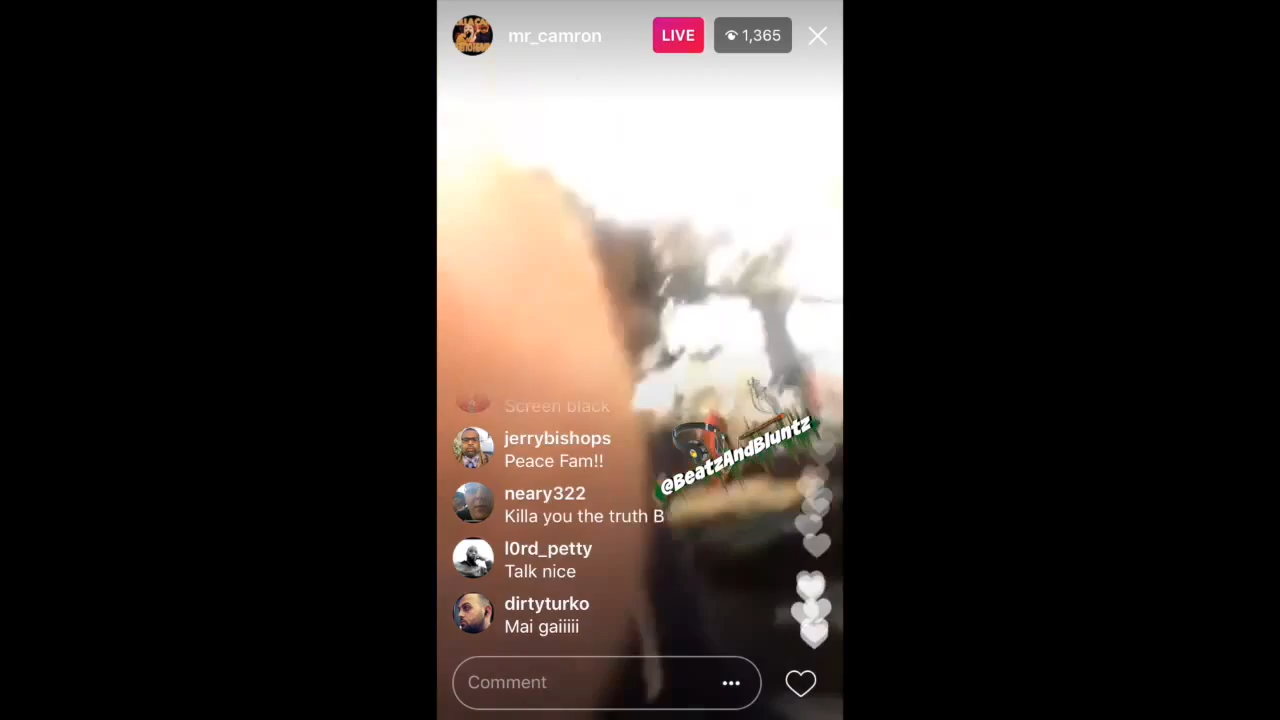 mr_camron
LIVE
1,365
Screen black
jerrybishops
Peace Fam!!
neary322
Killa you the truth B
l0rd_petty
Talk nice
dirtyturko
Mai gaiiiii
@BeatzAndBluntz
Comment